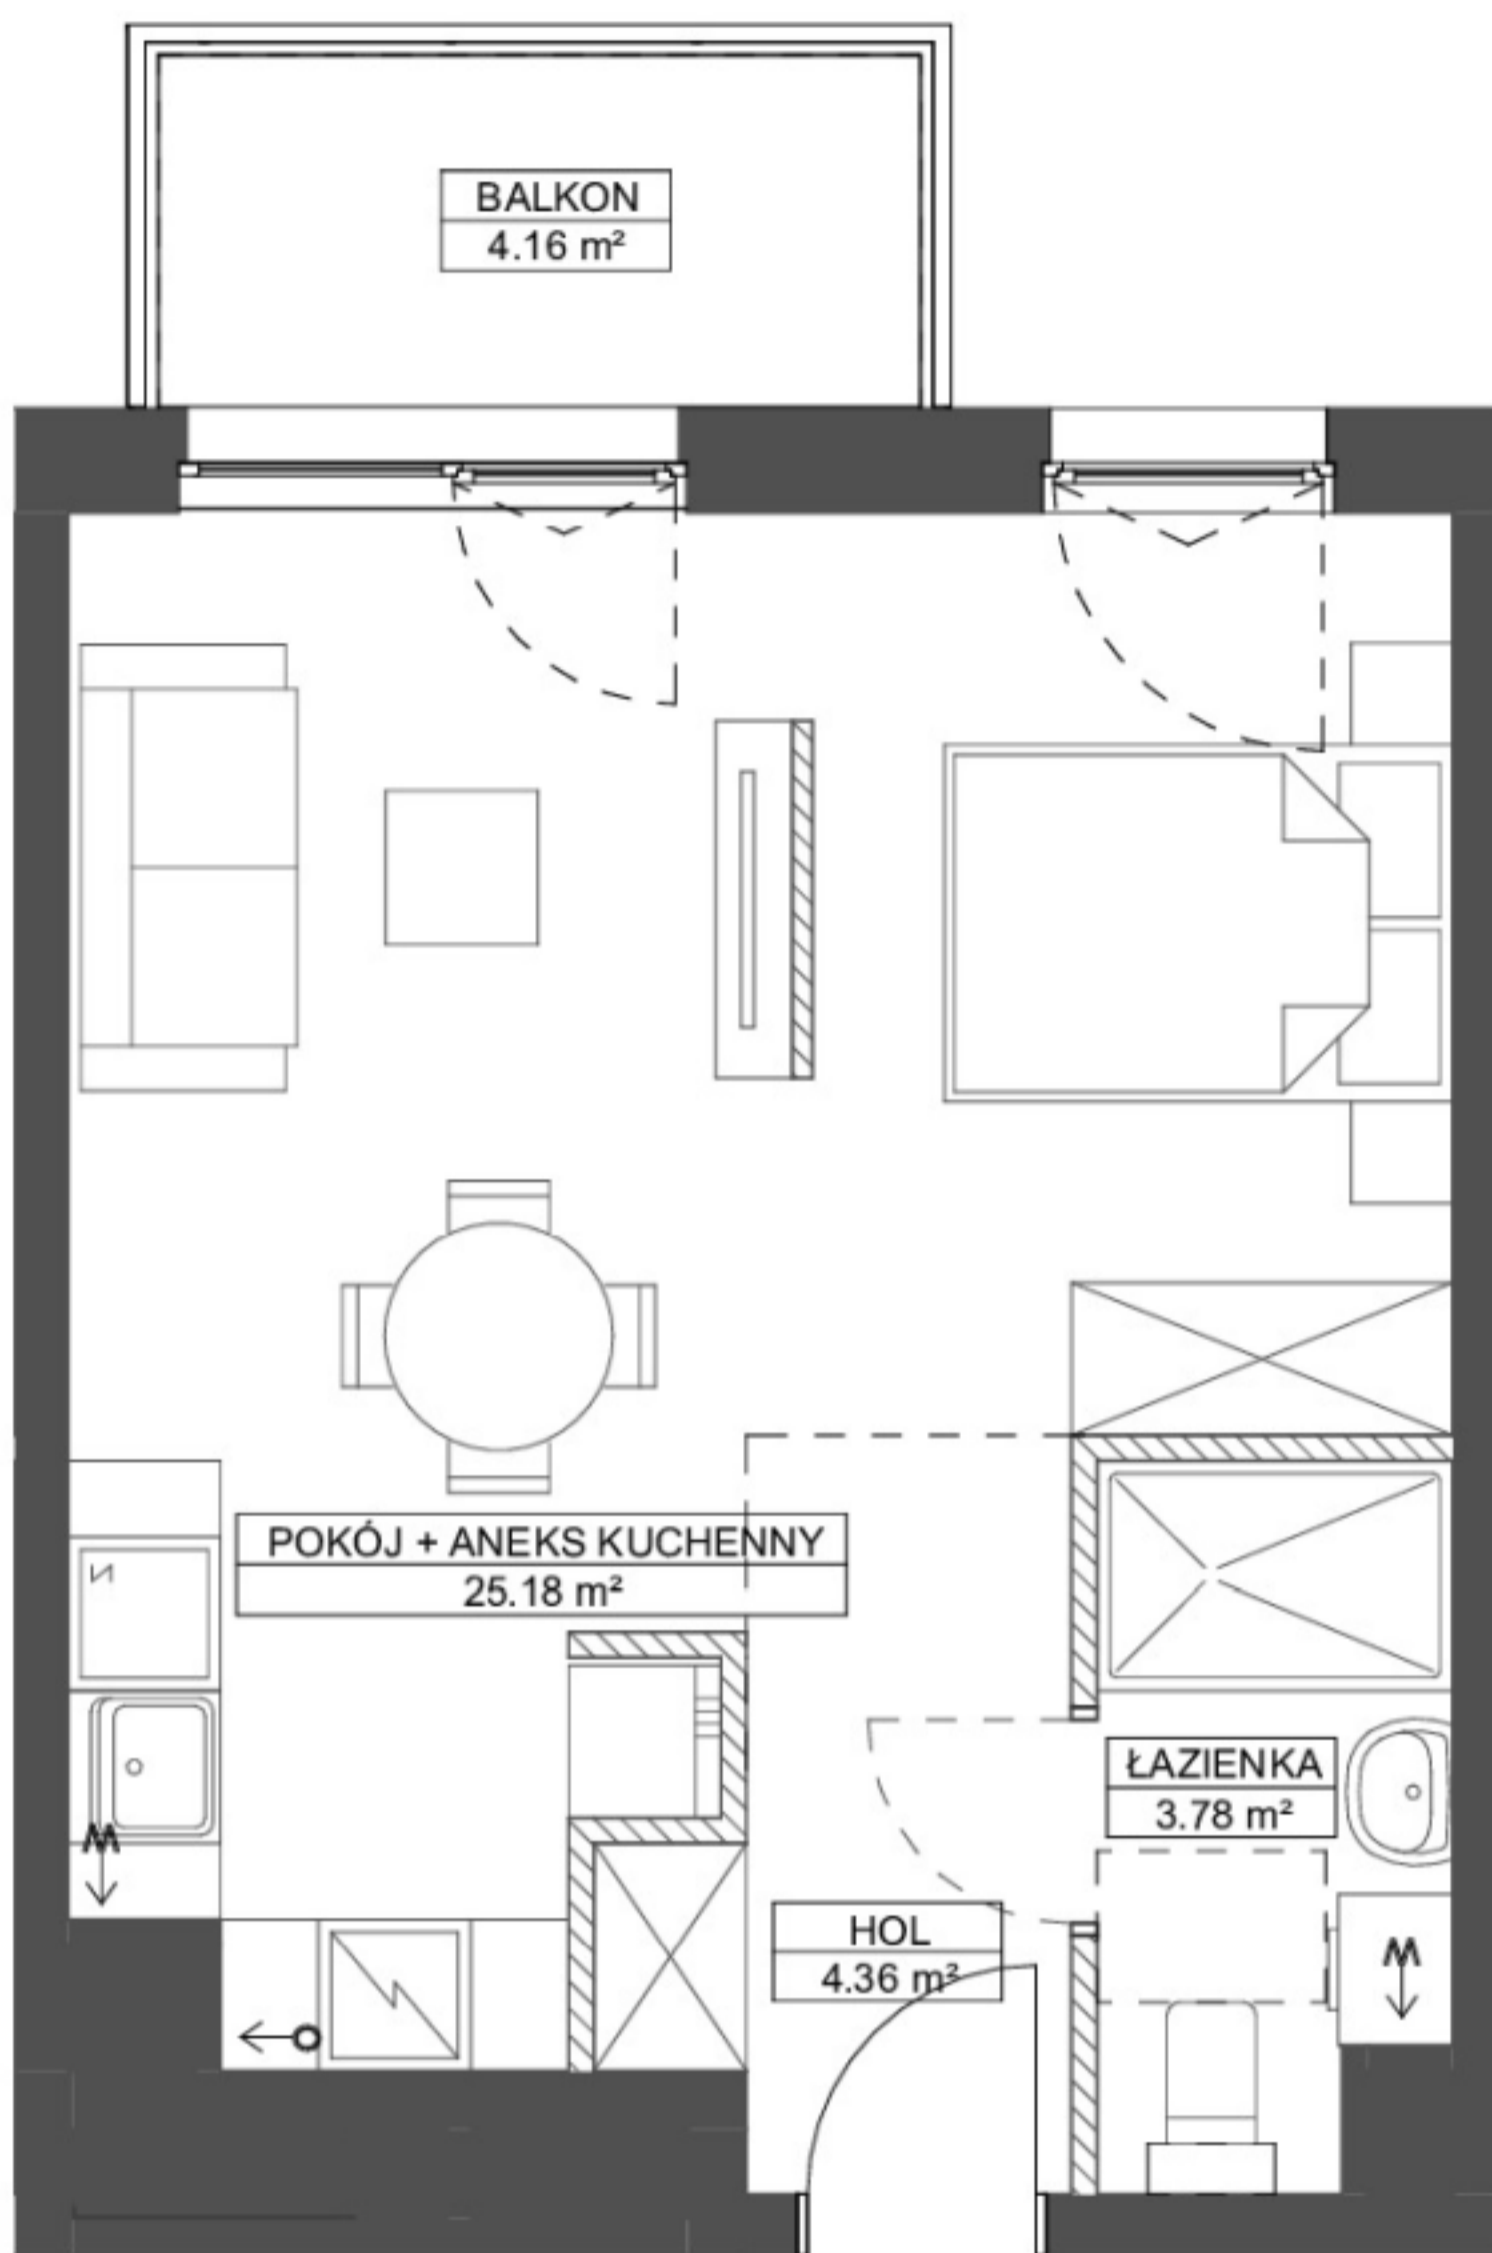 BALKON
4.16 m²
POKÓJ + ANEKS KUCHENNY
25.18 m²
ŁAZIENKA
3.78 m²
HOL
4.36 m²